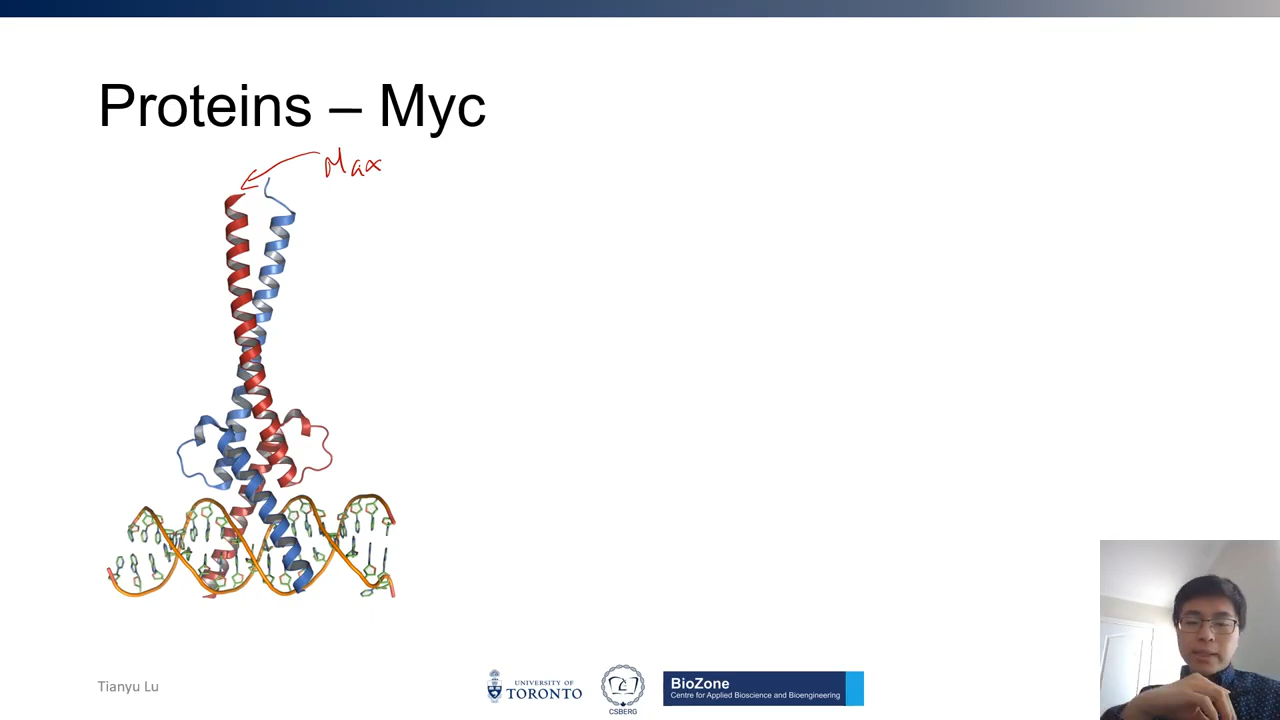 Proteins – Myc
Max
Tianyu Lu
UNIVERSITY OF
TORONTO
CSBERG
BioZone
Centre for Applied Bioscience and Bioengineering